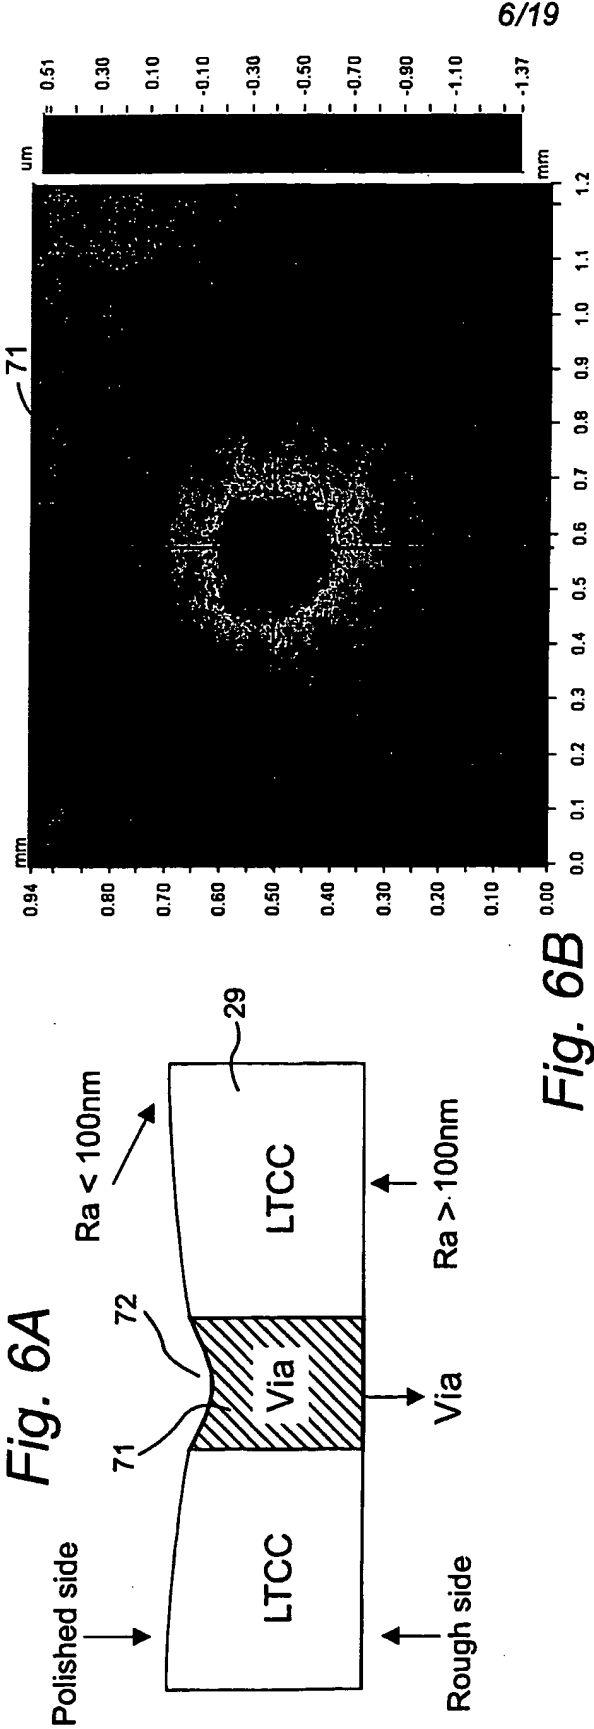 6/19
Fig. 6A
Polished side
71
72
Ra < 100nm
LTCC
Via
LTCC
29
Rough side
Via
Ra > 100nm
Fig. 6B
71
mm
0.94
0.80
0.70
0.60
0.50
0.40
0.30
0.20
0.10
0.00
0.0
0.1
0.2
0.3
0.4
0.5
0.6
0.7
0.8
0.9
1.0
1.1
1.2
mm
um
0.51
0.30
0.10
-0.10
-0.30
-0.50
-0.70
-0.90
-1.10
-1.37